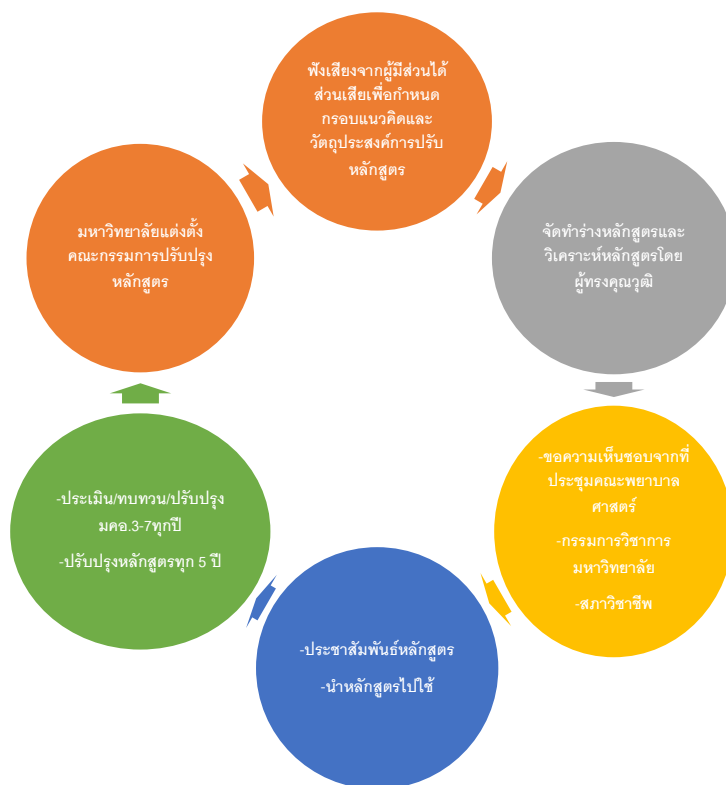 ฟังเสียงจากผู้มีส่วนได้
ส่วนเสียเพื่อกำหนด
กรอบแนวคิดและ
วัตถุประสงค์การปรับ
หลักสูตร
จัดทำร่างหลักสูตรและ
วิเคราะห์หลักสูตรโดย
ผู้ทรงคุณวุฒิ
-ขอความเห็นชอบจากที่
ประชุมคณะพยาบาล
ศาสตร์
-กรรมการวิชาการ
มหาวิทยาลัย
-สภาวิชาชีพ
-ประชาสัมพันธ์หลักสูตร
-นำหลักสูตรไปใช้
-ประเมิน/ทบทวน/ปรับปรุง
มคอ.3-7ทุกปี
-ปรับปรุงหลักสูตรทุก 5 ปี
มหาวิทยาลัยแต่งตั้ง
คณะกรรมการปรับปรุง
หลักสูตร